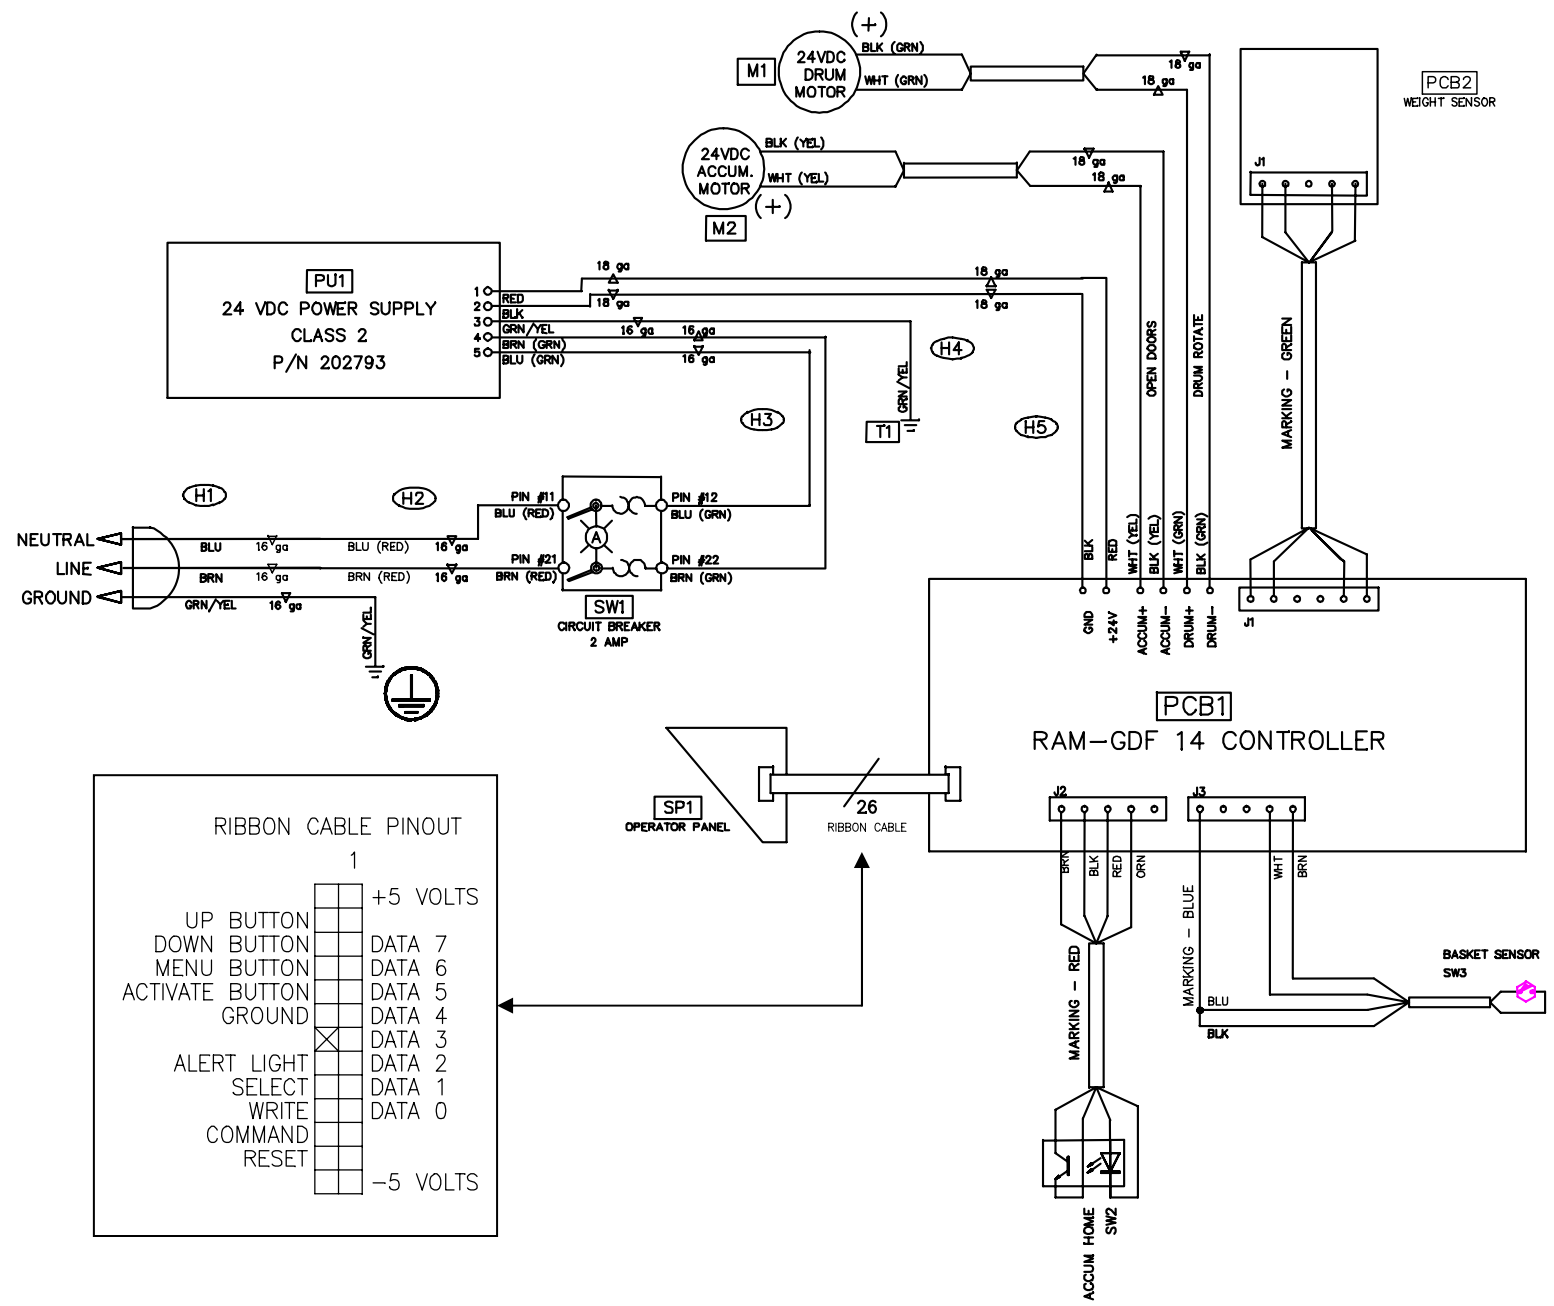 (+)
BLK (GRN)
M1
24VDC
DRUM
MOTOR
WHT (GRN)
18 ga
18 ga
PCB2
WEIGHT SENSOR
J1
BLK (YEL)
24VDC
ACCUM.
MOTOR
WHT (YEL)
(+)
M2
18 ga
18 ga
PU1
24 VDC POWER SUPPLY
CLASS 2
P/N 202793
1
2
3
4
5
RED
BLK
GRN/YEL
BRN (GRN)
BLU (GRN)
18 ga
18 ga
16 ga
16 ga
16 ga
18 ga
18 ga
GRN/YEL
T1
H4
H3
H5
OPEN DOORS
DRUM ROTATE
MARKING - GREEN
H1
H2
NEUTRAL
LINE
GROUND
BLU
BRN
GRN/YEL
16 ga
16 ga
16 ga
BLU (RED)
BRN (RED)
16 ga
16 ga
GRN/YEL
PIN #11
BLU (RED)
PIN #21
BRN (RED)
A
PIN #12
BLU (GRN)
PIN #22
BRN (GRN)
SW1
CIRCUIT BREAKER
2 AMP
BLK
RED
WHT (YEL)
BLK (YEL)
WHT (GRN)
BLK (GRN)
GND
+24V
ACCUM+
ACCUM-
DRUM+
DRUM-
J1
PCB1
RAM-GDF 14 CONTROLLER
SP1
OPERATOR PANEL
26
RIBBON CABLE
J2
J3
BRN
BLK
RED
ORN
WHT
BRN
MARKING - RED
MARKING - BLUE
BLU
BLK
BASKET SENSOR
SW3
ACCUM HOME
SW2
RIBBON CABLE PINOUT
1
+5 VOLTS
UP BUTTON
DOWN BUTTON DATA 7
MENU BUTTON DATA 6
ACTIVATE BUTTON DATA 5
GROUND DATA 4
DATA 3
ALERT LIGHT DATA 2
SELECT DATA 1
WRITE DATA 0
COMMAND
RESET
-5 VOLTS